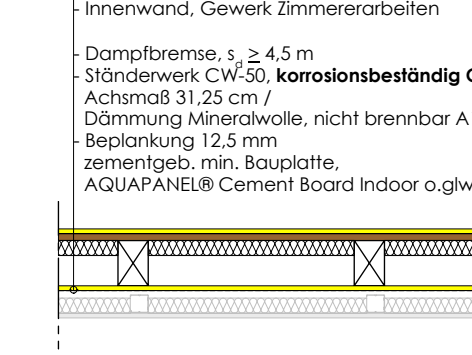 Innenwand, Gewerk Zimmererarbeiten
Dampfbremse, sd ≥ 4,5 m
Ständerwerk CW-50, korrosionsbeständig
Achsmaß 31,25 cm /
Dämmung Mineralwolle, nicht brennbar A
Beplankung 12,5 mm
zementgeb. min. Bauplatte,
AQUAPANEL® Cement Board Indoor o.glw